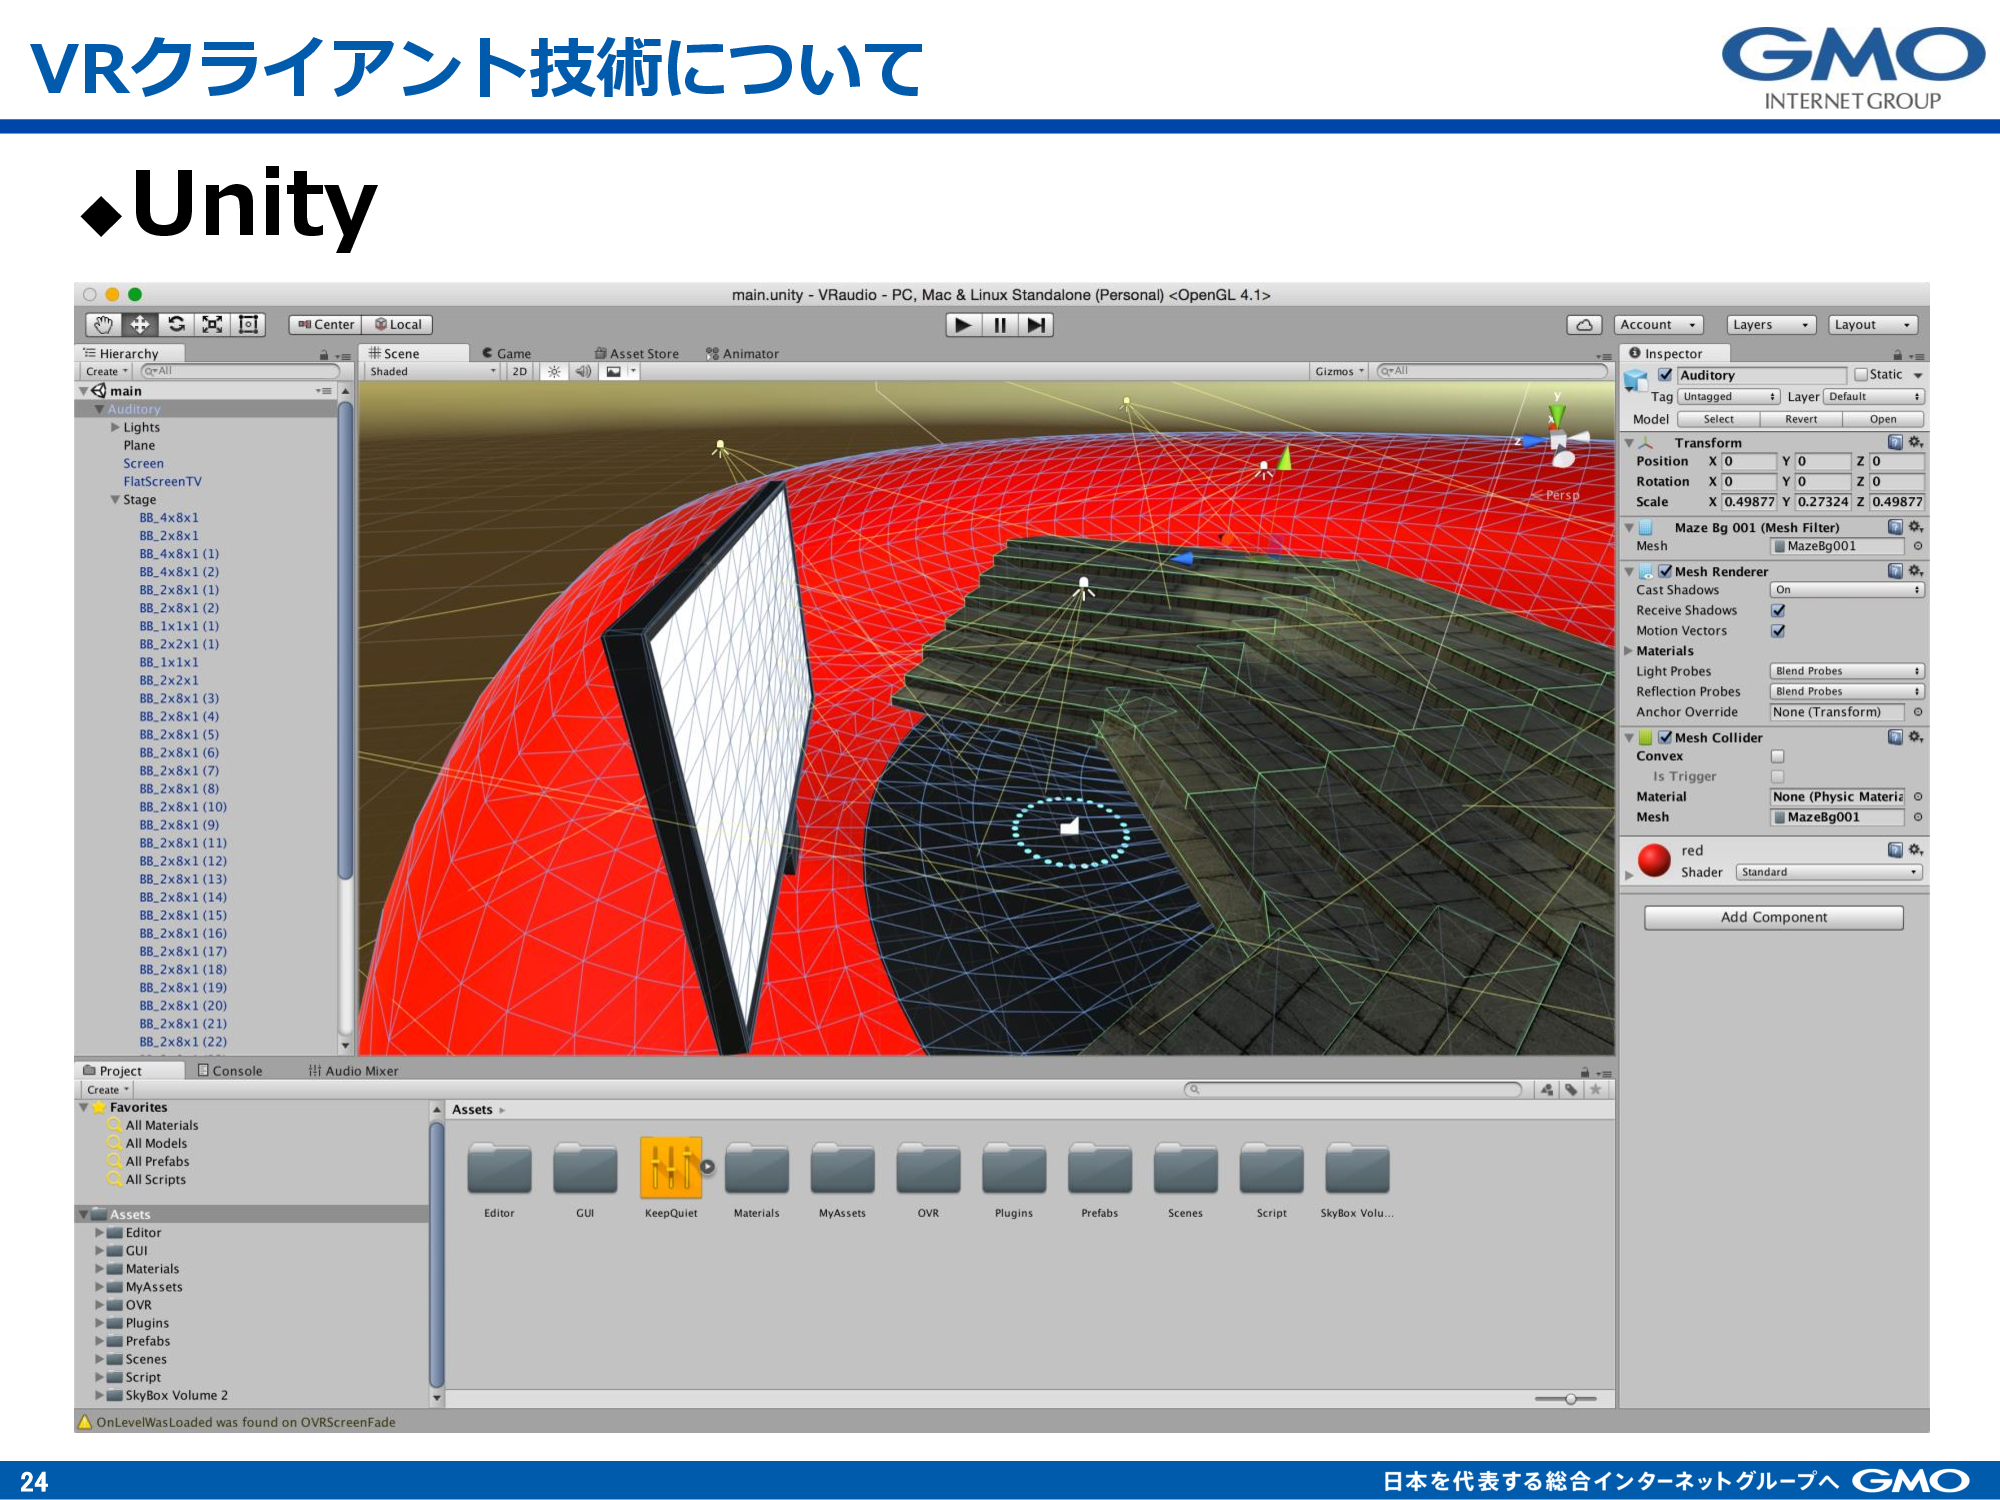 VRクライアント技術について
GMO
INTERNET GROUP
◆Unity
main.unity - VRaudio - PC, Mac & Linux Standalone (Personal) <OpenGL 4.1>
Center Local
Account Layers Layout
Hierarchy
Create All
main
Auditory
Lights
Plane
Screen
FlatScreenTV
Stage
BB_4x8x1
BB_2x8x1
BB_4x8x1 (1)
BB_4x8x1 (2)
BB_2x8x1 (1)
BB_2x8x1 (2)
BB_1x1x1 (1)
BB_2x2x1 (1)
BB_1x1x1
BB_2x2x1
BB_2x8x1 (3)
BB_2x8x1 (4)
BB_2x8x1 (5)
BB_2x8x1 (6)
BB_2x8x1 (7)
BB_2x8x1 (8)
BB_2x8x1 (10)
BB_2x8x1 (9)
BB_2x8x1 (11)
BB_2x8x1 (12)
BB_2x8x1 (13)
BB_2x8x1 (14)
BB_2x8x1 (15)
BB_2x8x1 (16)
BB_2x8x1 (17)
BB_2x8x1 (18)
BB_2x8x1 (19)
BB_2x8x1 (20)
BB_2x8x1 (21)
BB_2x8x1 (22)
Scene Game Asset Store Animator
Shaded 2D Gizmos All
y
x
z
Persp
Inspector
Auditory Static
Tag Untagged Layer Default
Model Select Revert Open
Transform
Position X 0 Y 0 Z 0
Rotation X 0 Y 0 Z 0
Scale X 0.49877 Y 0.27324 Z 0.49877
Maze Bg 001 (Mesh Filter)
Mesh MazeBg001
Mesh Renderer
Cast Shadows On
Receive Shadows
Motion Vectors
Materials
Light Probes Blend Probes
Reflection Probes Blend Probes
Anchor Override None (Transform)
Mesh Collider
Convex
Is Trigger
Material None (Physic Materia
Mesh MazeBg001
red
Shader Standard
Add Component
Project Console Audio Mixer
Create
Favorites
All Materials
All Models
All Prefabs
All Scripts
Assets
Editor
GUI
Materials
MyAssets
OVR
Plugins
Prefabs
Scenes
Script
SkyBox Volume 2
Assets
Editor GUI KeepQuiet Materials MyAssets OVR Plugins Prefabs Scenes Script SkyBox Volu...
OnLevelWasLoaded was found on OVRScreenFade
24
日本を代表する総合インターネットグループへ GMO